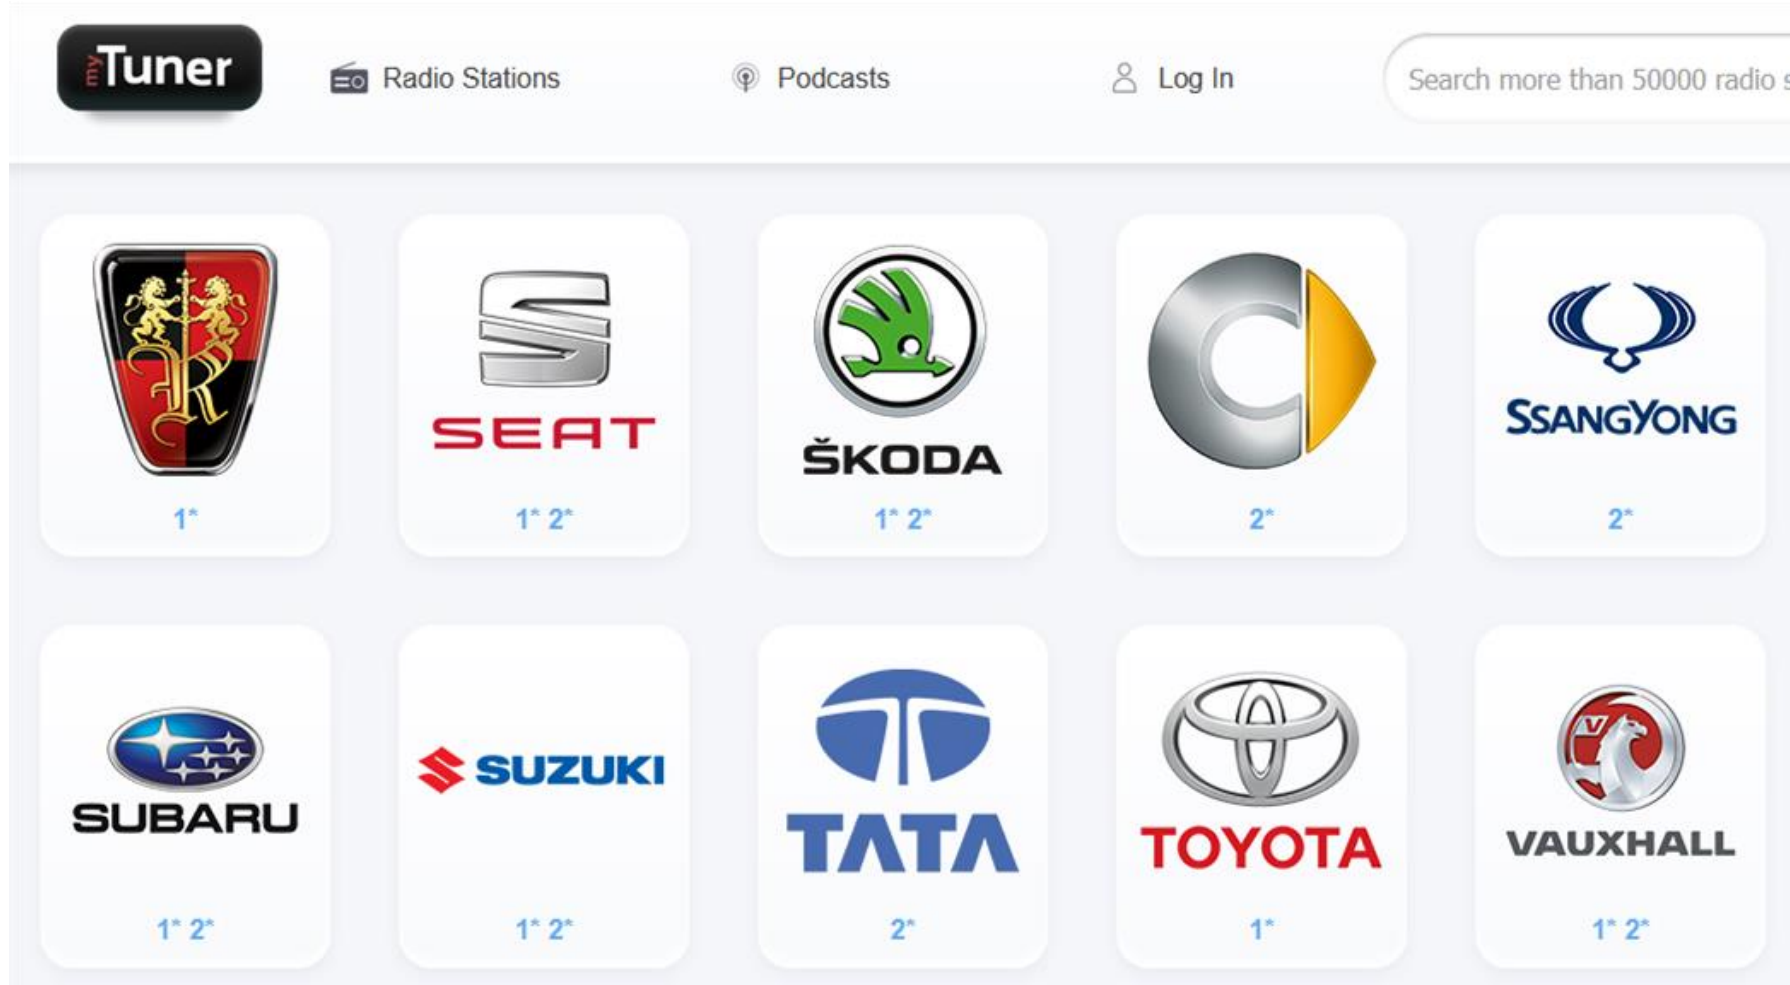 myTuner
Radio Stations
Podcasts
Log In
Search more than 50000 radio s
R
1*
SEAT
1* 2*
ŠKODA
1* 2*
2*
SSANGYONG
2*
SUBARU
1* 2*
SUZUKI
1* 2*
TATA
2*
TOYOTA
1*
V
VAUXHALL
1* 2*